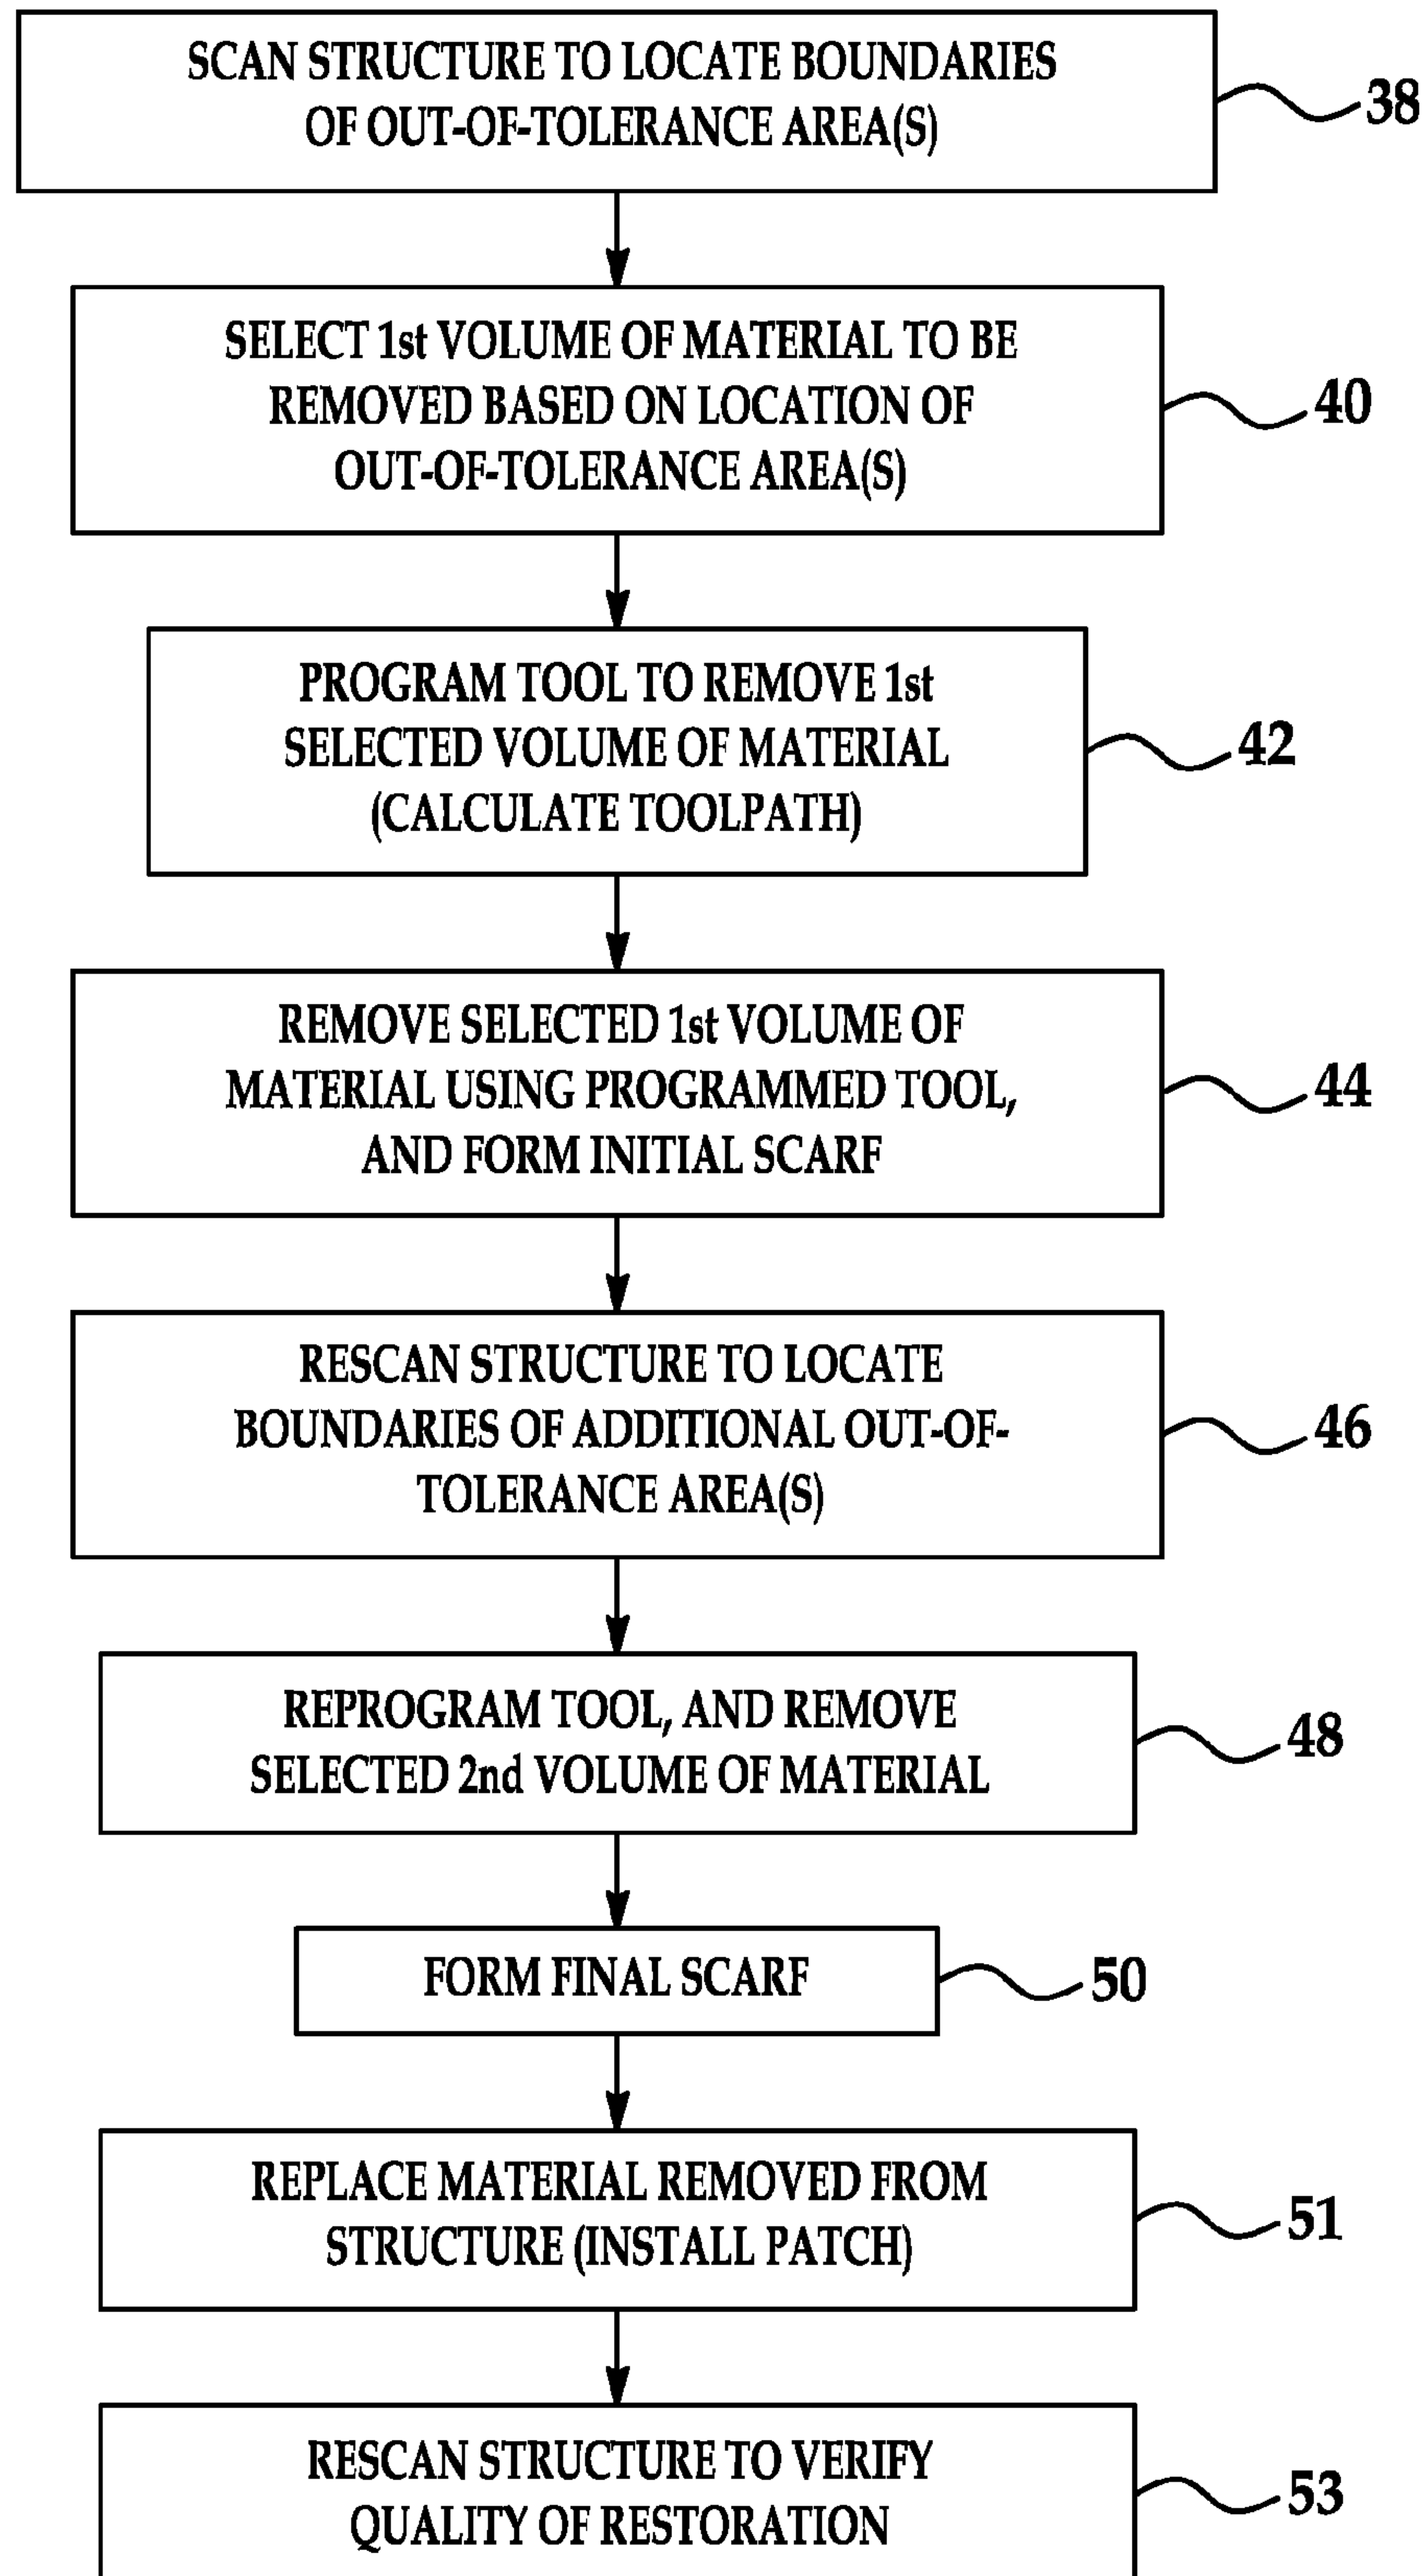 SCAN STRUCTURE TO LOCATE BOUNDARIES
OF OUT-OF-TOLERANCE AREA(S)
38
SELECT 1st VOLUME OF MATERIAL TO BE
REMOVED BASED ON LOCATION OF
OUT-OF-TOLERANCE AREA(S)
40
PROGRAM TOOL TO REMOVE 1st
SELECTED VOLUME OF MATERIAL
(CALCULATE TOOLPATH)
42
REMOVE SELECTED 1st VOLUME OF
MATERIAL USING PROGRAMMED TOOL,
AND FORM INITIAL SCARF
44
RESCAN STRUCTURE TO LOCATE
BOUNDARIES OF ADDITIONAL OUT-OF-
TOLERANCE AREA(S)
46
REPROGRAM TOOL, AND REMOVE
SELECTED 2nd VOLUME OF MATERIAL
48
FORM FINAL SCARF
50
REPLACE MATERIAL REMOVED FROM
STRUCTURE (INSTALL PATCH)
51
RESCAN STRUCTURE TO VERIFY
QUALITY OF RESTORATION
53